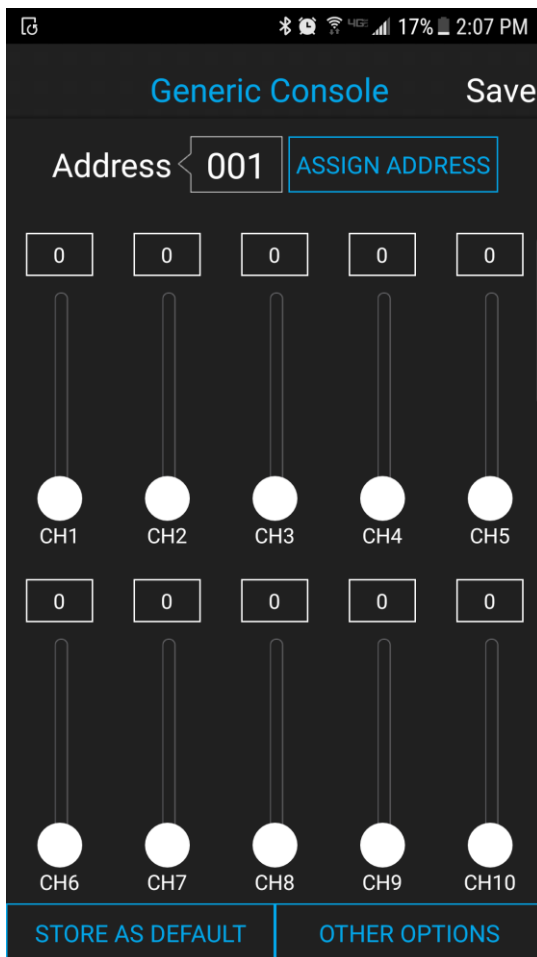 4G 17% 2:07 PM
Generic Console Save
Address 001 ASSIGN ADDRESS
0 0 0 0 0
CH1 CH2 CH3 CH4 CH5
0 0 0 0 0
CH6 CH7 CH8 CH9 CH10
STORE AS DEFAULT OTHER OPTIONS